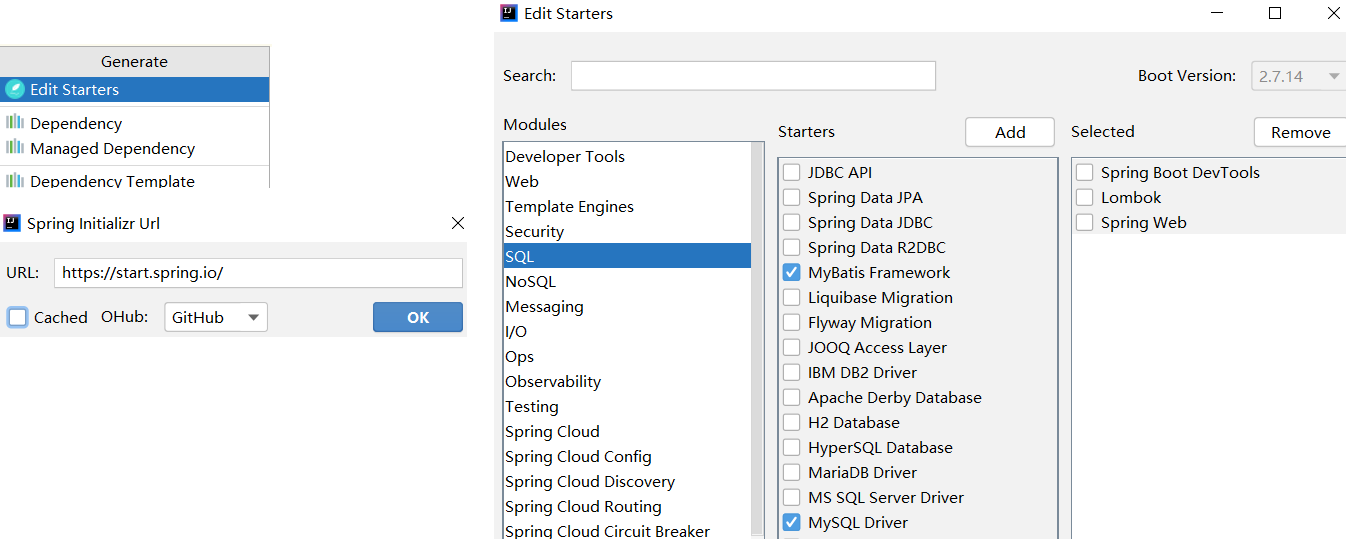 Generate
Edit Starters
Dependency
Managed Dependency
Dependency Template
Spring Initializr Url
URL: https://start.spring.io/
Cached OHub: GitHub OK
Edit Starters
Search: Boot Version: 2.7.14
Modules
Developer Tools
Web
Template Engines
Security
SQL
NoSQL
Messaging
I/O
Ops
Observability
Testing
Spring Cloud
Spring Cloud Config
Spring Cloud Discovery
Spring Cloud Routing
Spring Cloud Circuit Breaker
Starters Add
JDBC API
Spring Data JPA
Spring Data JDBC
Spring Data R2DBC
MyBatis Framework
Liquibase Migration
Flyway Migration
JOOQ Access Layer
IBM DB2 Driver
Apache Derby Database
H2 Database
HyperSQL Database
MariaDB Driver
MS SQL Server Driver
MySQL Driver
Selected Remove
Spring Boot DevTools
Lombok
Spring Web